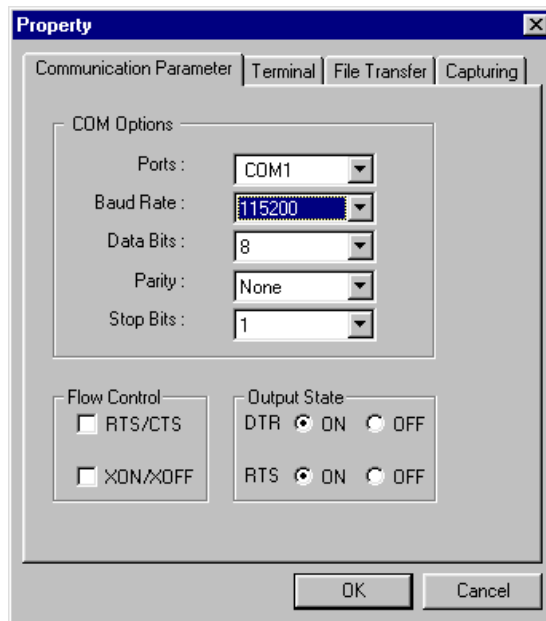 Property
Communication Parameter Terminal File Transfer Capturing
COM Options
Ports : COM1
Baud Rate : 115200
Data Bits : 8
Parity : None
Stop Bits : 1
Flow Control Output State
RTS/CTS DTR ON OFF
XON/XOFF RTS ON OFF
OK Cancel